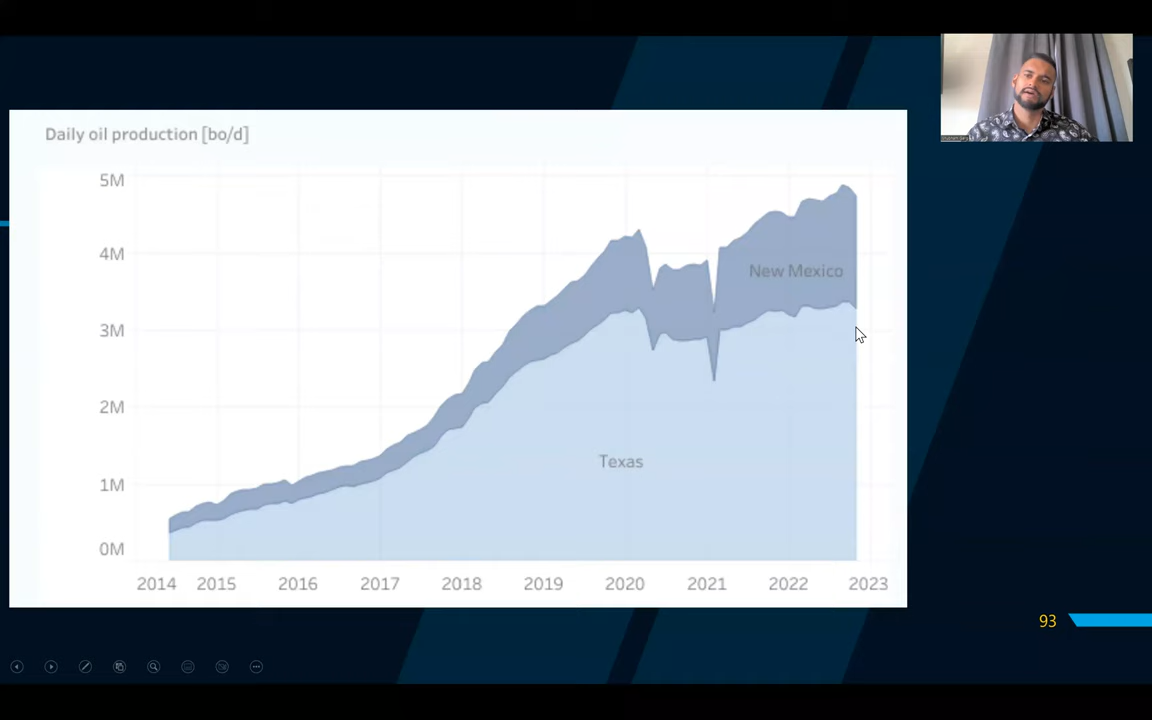 Daily oil production [bo/d]
5M
4M
New Mexico
3M
2M
Texas
1M
0M
2014 2015 2016 2017 2018 2019 2020 2021 2022 2023
93